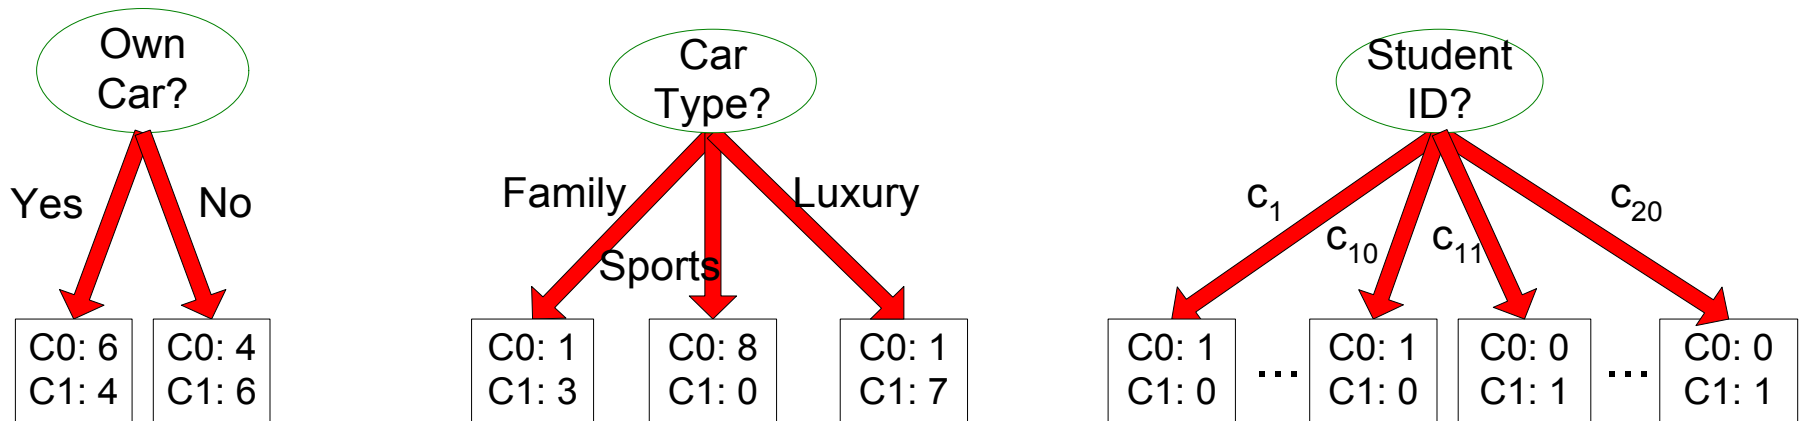 Own
Car?
Yes
No
C0: 6
C1: 4
C0: 4
C1: 6
Car
Type?
Family
Sports
Luxury
C0: 1
C1: 3
C0: 8
C1: 0
C0: 1
C1: 7
Student
ID?
c1
c10
c11
c20
C0: 1
C1: 0
...
C0: 1
C1: 0
C0: 0
C1: 1
...
C0: 0
C1: 1